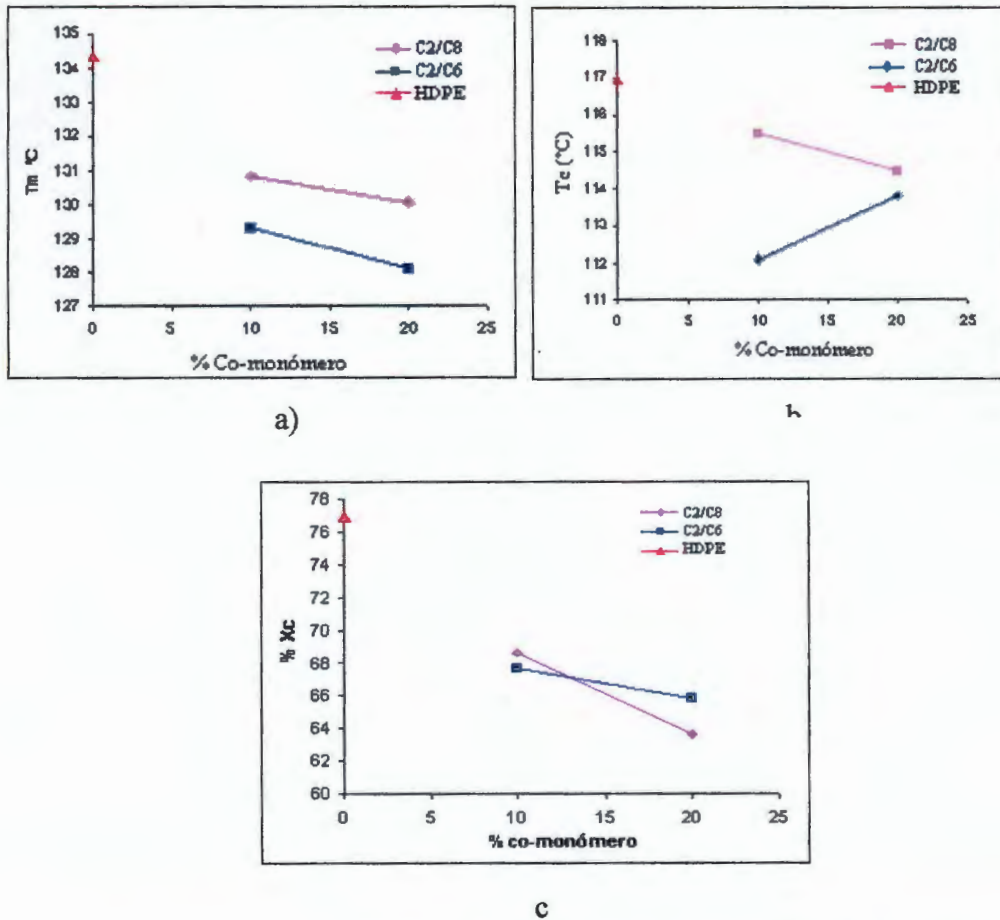 C2/C8
C2/C6
HDPE
135
134
133
132
131
130
129
128
127
Tm °C
0
5
10
15
20
25
% Co-monómero
a)
C2/C8
C2/C6
HDPE
118
117
116
115
114
113
112
111
Tc (°C)
0
5
10
15
20
25
% Co-monómero
C2/C8
C2/C6
HDPE
78
76
74
72
70
68
66
64
62
60
% Xc
0
5
10
15
20
25
% co-monómero
c